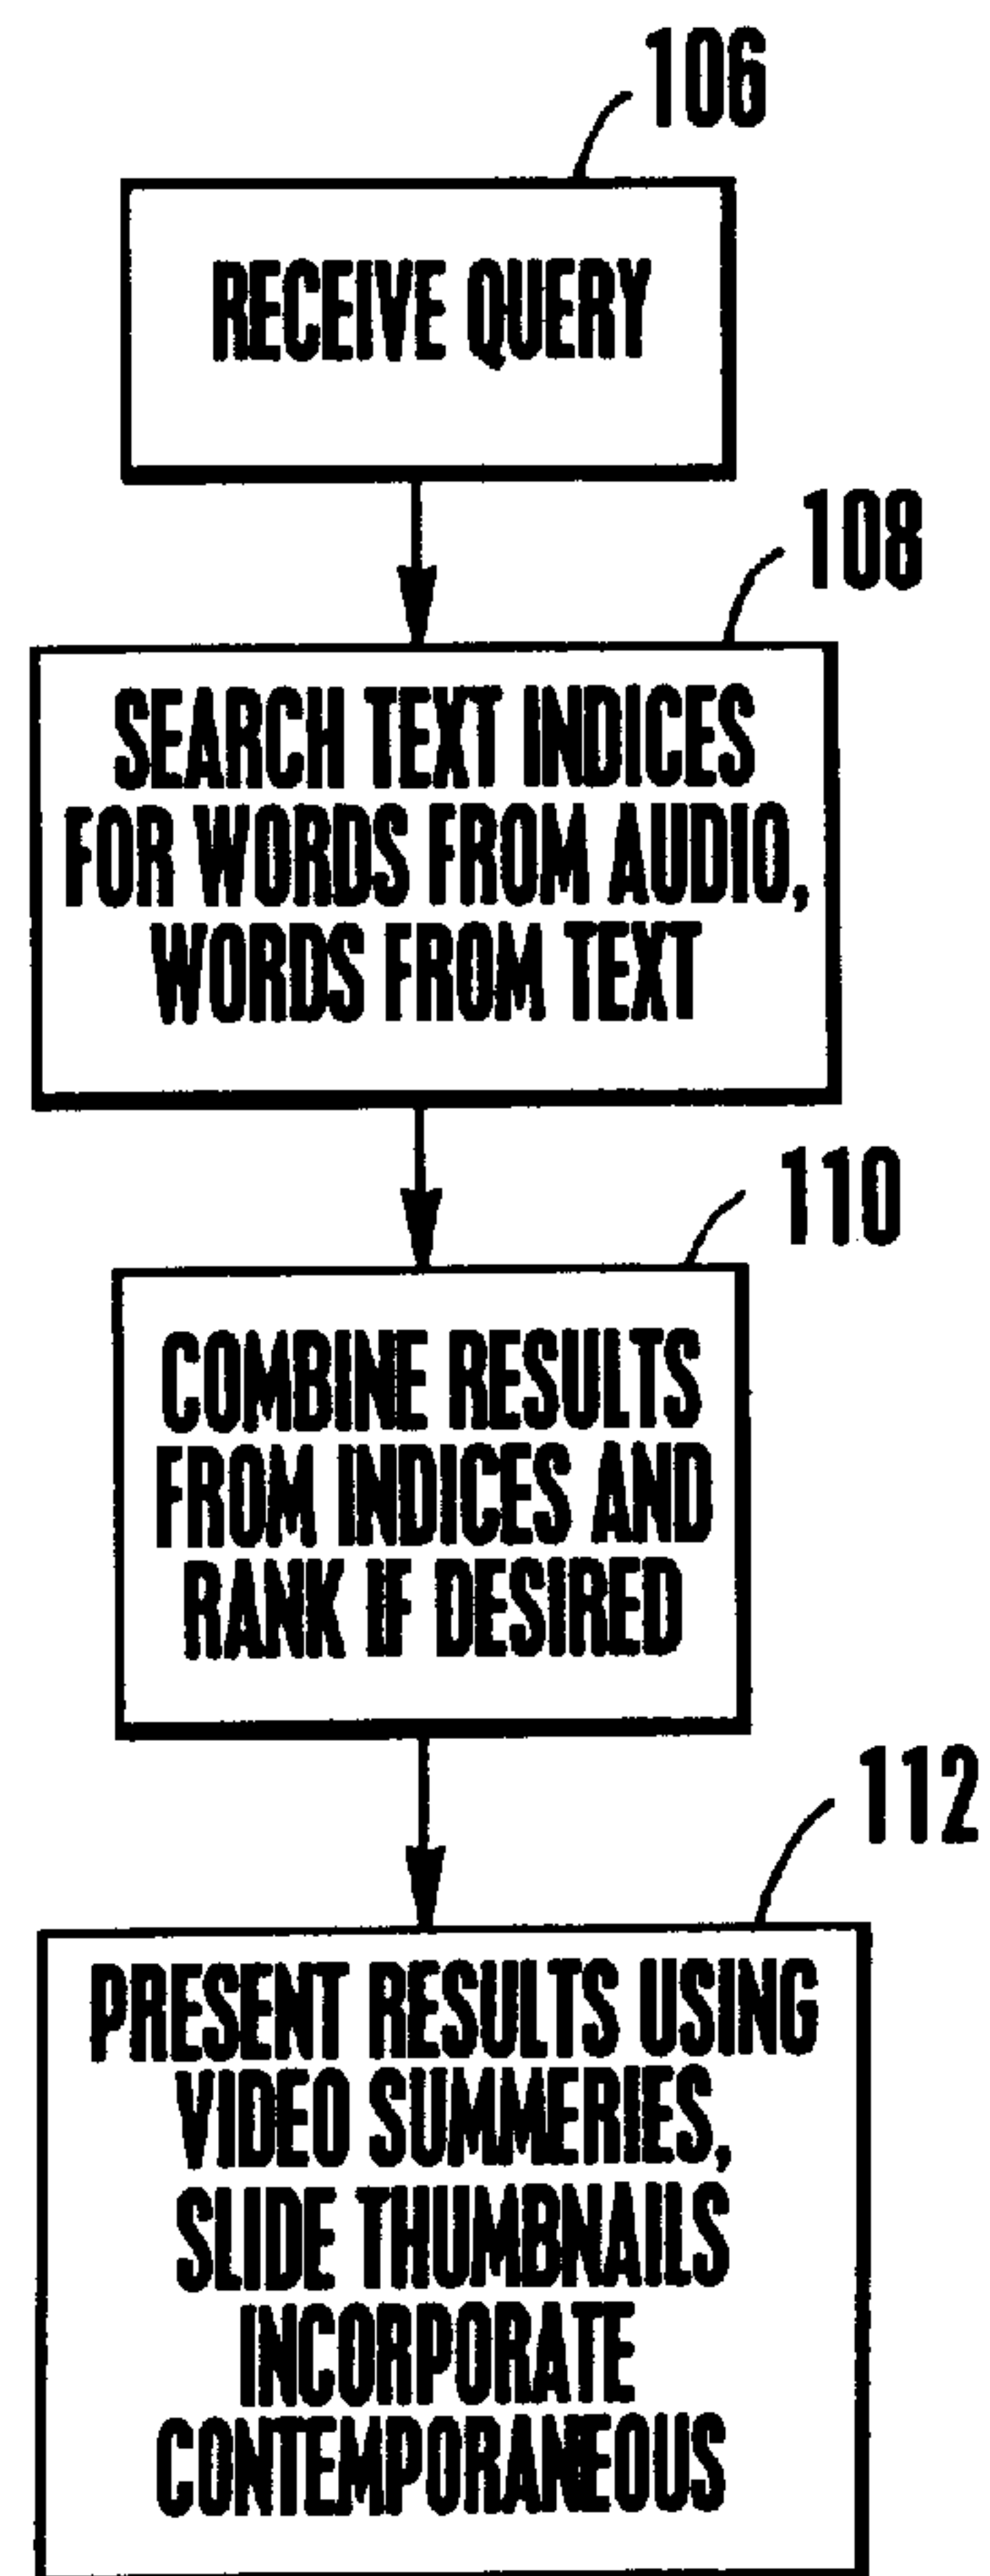 106
RECEIVE QUERY
108
SEARCH TEXT INDICES
FOR WORDS FROM AUDIO,
WORDS FROM TEXT
110
COMBINE RESULTS
FROM INDICES AND
RANK IF DESIRED
112
PRESENT RESULTS USING
VIDEO SUMMERIES,
SLIDE THUMBNAILS
INCORPORATE
CONTEMPORANEOUS